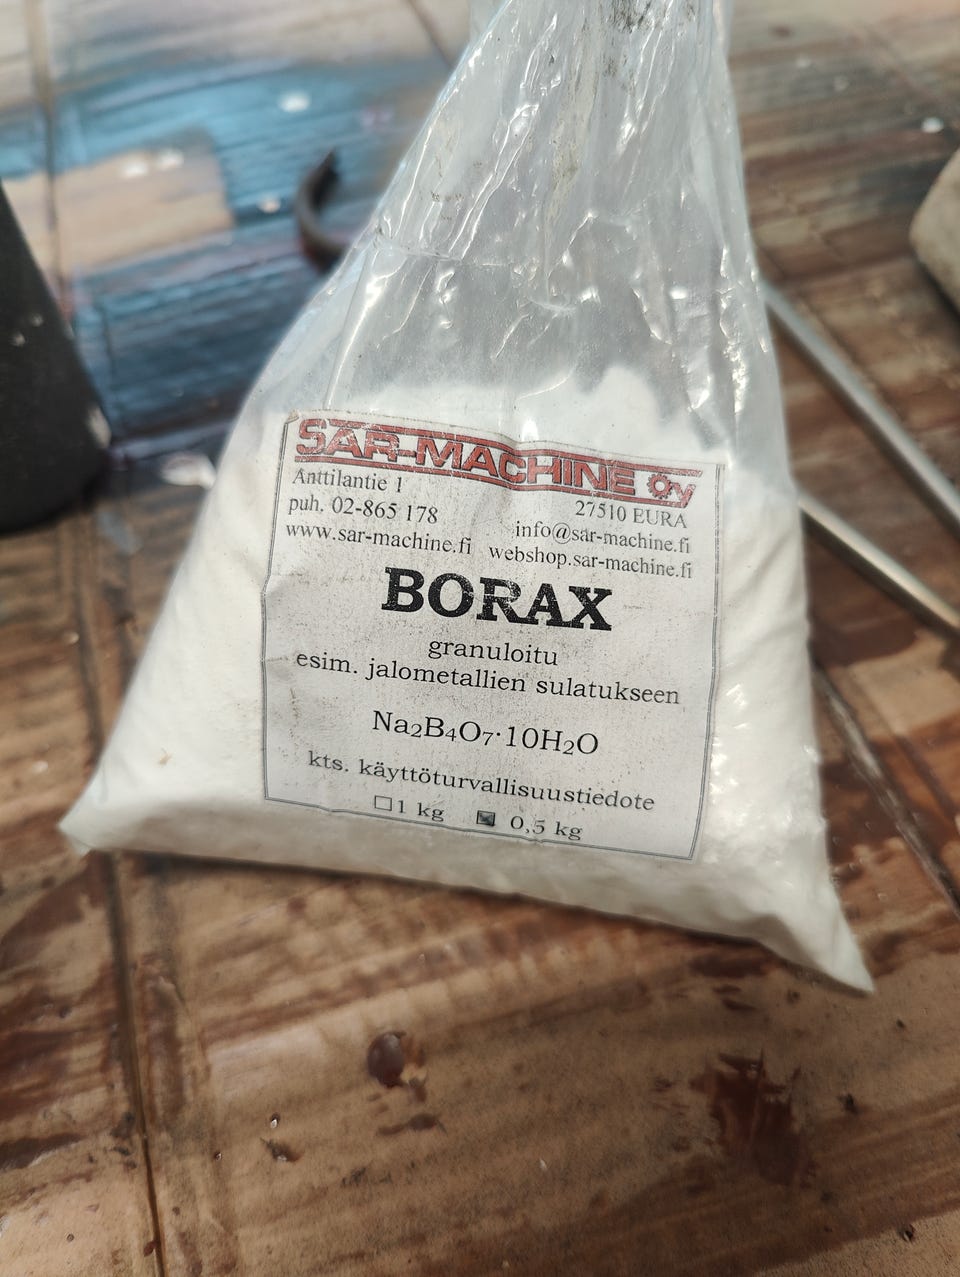 SAR-MACHINE Oy
Anttilantie 1 27510 EURA
puh. 02-865 178 info@sar-machine.fi
www.sar-machine.fi webshop.sar-machine.fi
BORAX
granuloitu
esim. jalometallien sulatukseen
Na₂B₄O₇·10H₂O
kts. käyttöturvallisuustiedote
1 kg 0,5 kg